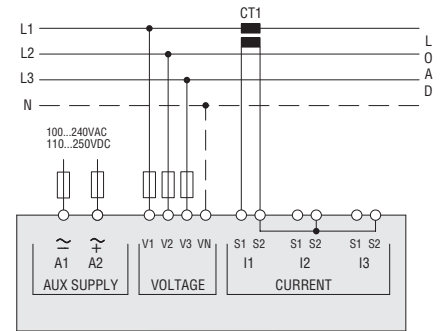 CT1
L1
L2
L3
N
LOAD
100...240VAC
110...250VDC
V1 V2 V3 VN S1 S2 S1 S2 S1 S2
A1 A2 I1 I2 I3
AUX SUPPLY VOLTAGE CURRENT